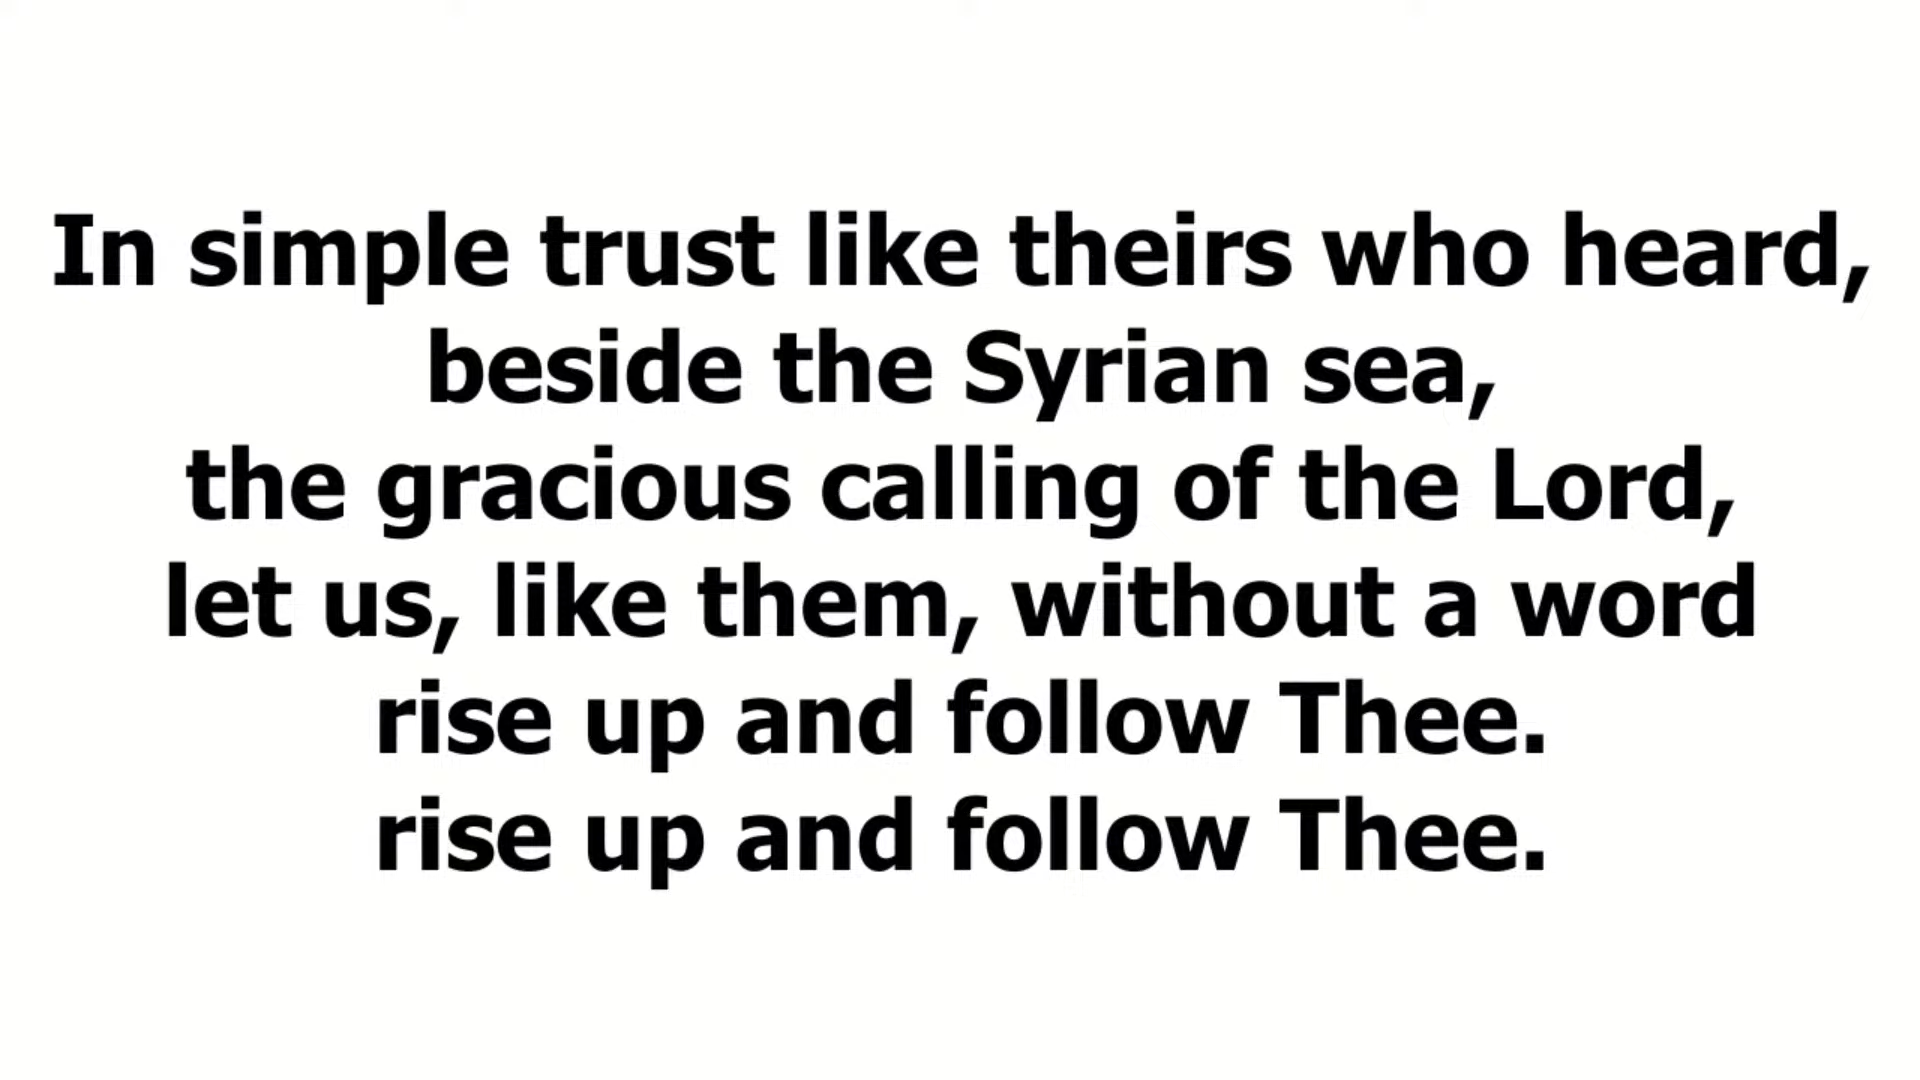 In simple trust like theirs who heard,
beside the Syrian sea,
the gracious calling of the Lord,
let us, like them, without a word
rise up and follow Thee.
rise up and follow Thee.